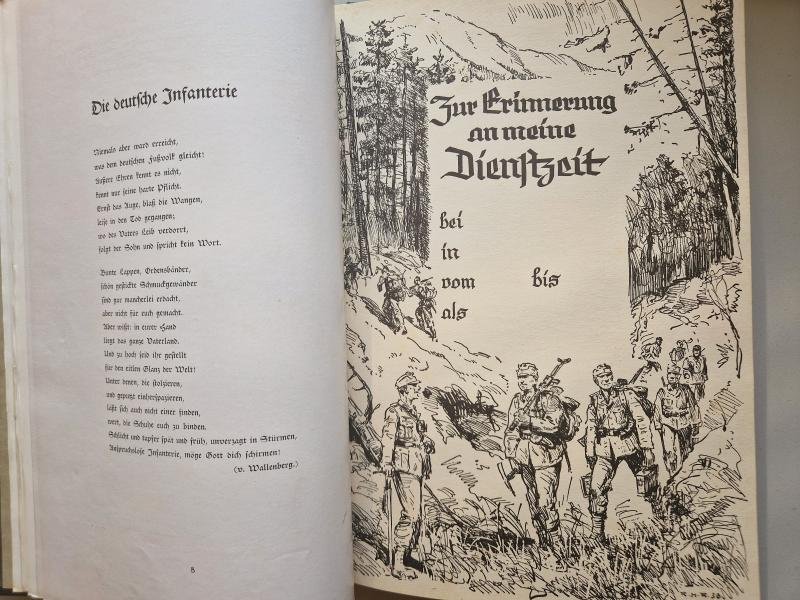 Die deutsche Infanterie
Niemals aber ward erreicht,
was dem deutschen Fußvolk gleicht!
Äußere Ehren kennt es nicht,
kennt nur seine harte Pflicht.
Ernst das Auge, blaß die Wangen,
leise in den Tod gegangen;
wo des Vaters Leib verdorrt,
folgt der Sohn und spricht kein Wort.
Bunte Lappen, Ordensbänder,
schön gestickte Schmuckgewänder
sind gar mancherlei erdacht,
aber nicht für euch gemacht.
Aber wißt: in eurer Hand
liegt das ganze Vaterland.
Und zu hoch seid ihr gestellt
für den eitlen Glanz der Welt!
Unter denen, die stolzieren,
und geputzt einherspazieren,
läßt sich auch nicht einer finden,
wert, die Schuhe euch zu binden.
Schlicht und tapfer spät und früh, unverzagt in Stürmen,
Anspruchslose Infanterie, möge Gott dich schirmen!
(v. Wallenberg.)
8
Zur Erinnerung
an meine
Dienstzeit
bei
in
vom bis
als